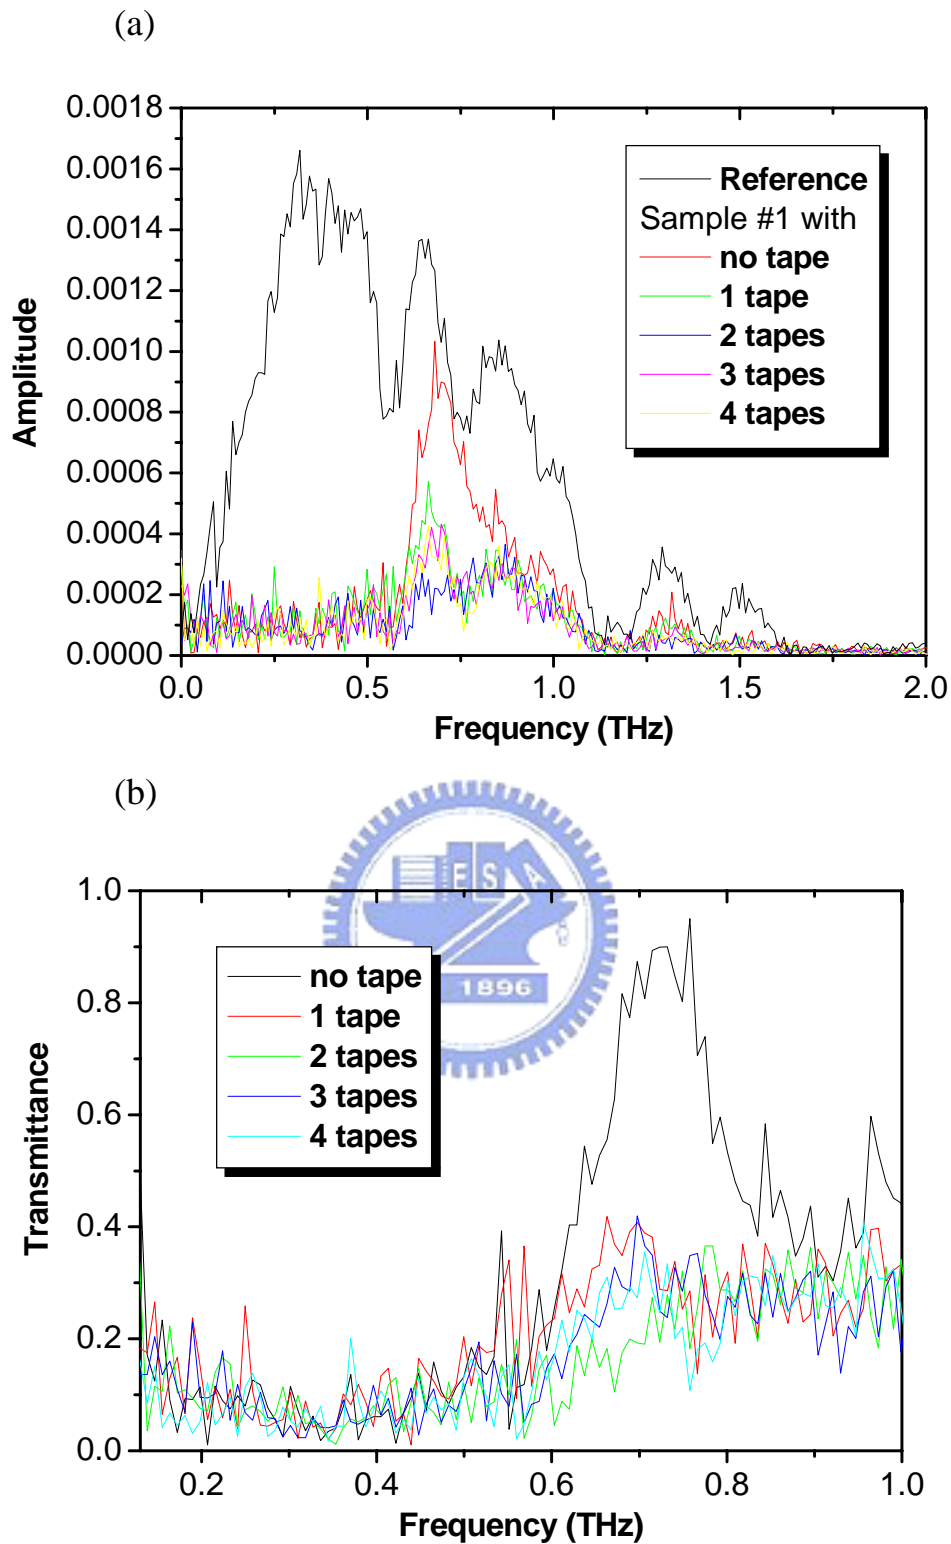 (a)
0.0018
0.0016
0.0014
0.0012
0.0010
0.0008
0.0006
0.0004
0.0002
0.0000
Amplitude
Reference
Sample #1 with
no tape
1 tape
2 tapes
3 tapes
4 tapes
0.0 0.5 1.0 1.5 2.0
Frequency (THz)
(b)
E S A
1896
1.0
0.8
0.6
0.4
0.2
0.0
Transmittance
no tape
1 tape
2 tapes
3 tapes
4 tapes
0.2 0.4 0.6 0.8 1.0
Frequency (THz)